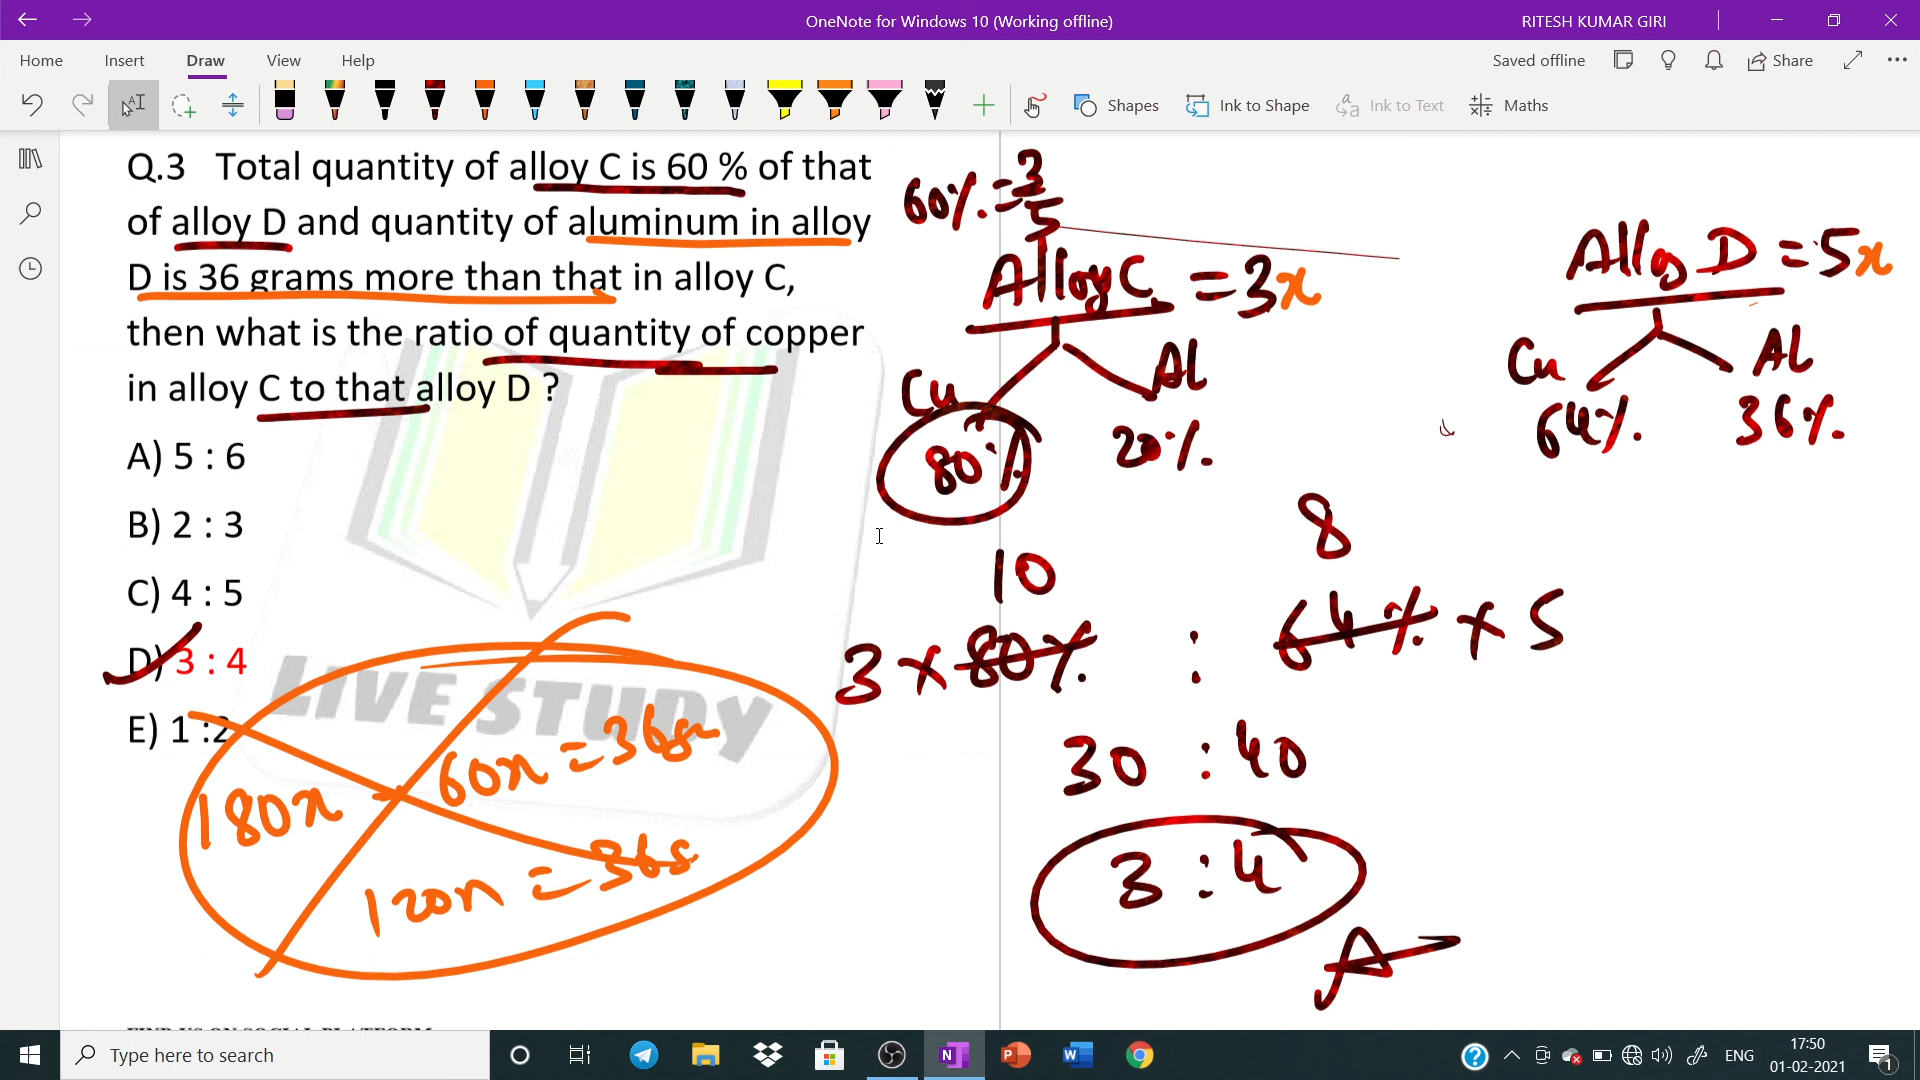 OneNote for Windows 10 (Working offline)
RITESH KUMAR GIRI
Home Insert Draw View Help
Saved offline Share
Shapes Ink to Shape Ink to Text Maths
Q.3 Total quantity of alloy C is 60 % of that
of alloy D and quantity of aluminum in alloy
D is 36 grams more than that in alloy C,
then what is the ratio of quantity of copper
in alloy C to that alloy D ?
A) 5 : 6
B) 2 : 3
C) 4 : 5
D) 3 : 4
E) 1 :2
LIVE STUDY
180x
60x = 36
120x = 36
60% = 3/5
Alloy C = 3x
Cu Al
80% 20%
Alloy D = 5x
Cu Al
64% 36%
10 8
3 x 80% : 64% x 5
30 : 40
3 : 4
A
FIND US ON SOCIAL PLATFORM
Type here to search
ENG
17:50
01-02-2021
1